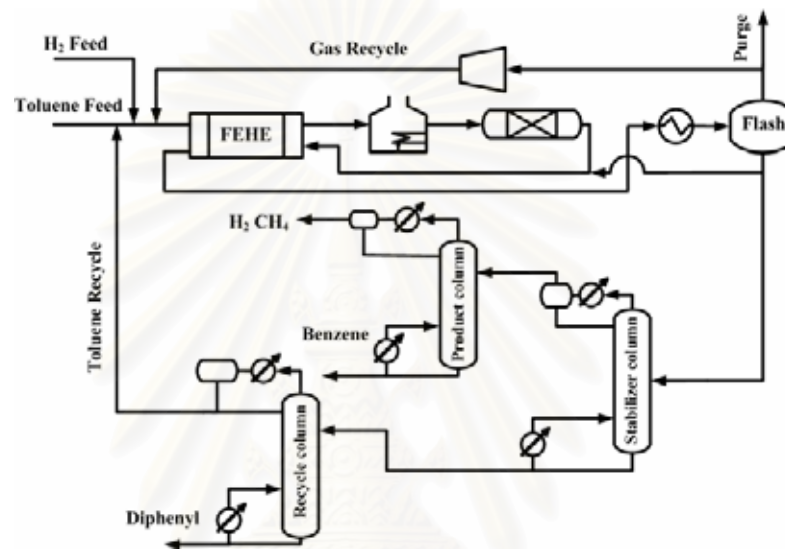 Purge
H₂ Feed
Gas Recycle
Toluene Feed
FEHE
Flash
H₂ CH₄
Product column
Benzene
Toluene Recycle
Stabilizer column
Recycle column
Diphenyl